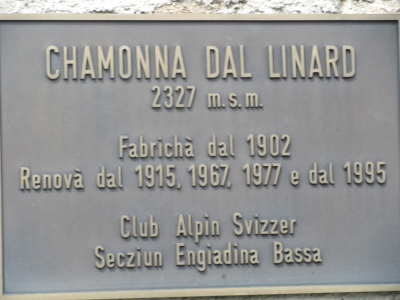 CHAMONNA DAL LINARD
2327 m.s.m.
Fabrichà dal 1902
Renovà dal 1915, 1967, 1977 e dal 1995
Club Alpin Svizzer
Secziun Engiadina Bassa